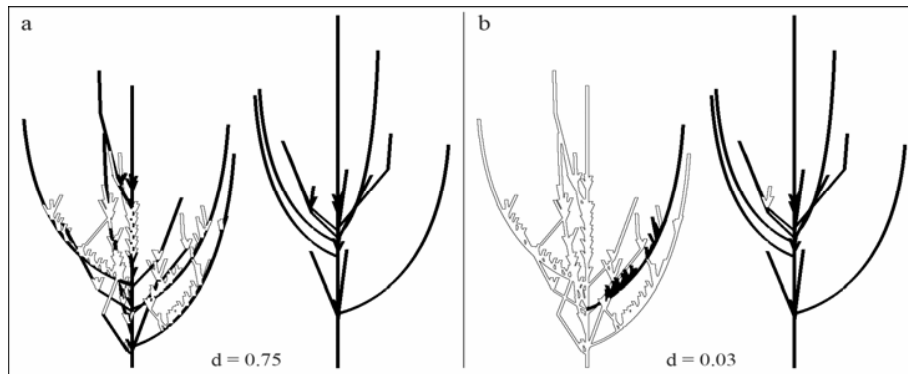 a
b
d = 0.75
d = 0.03